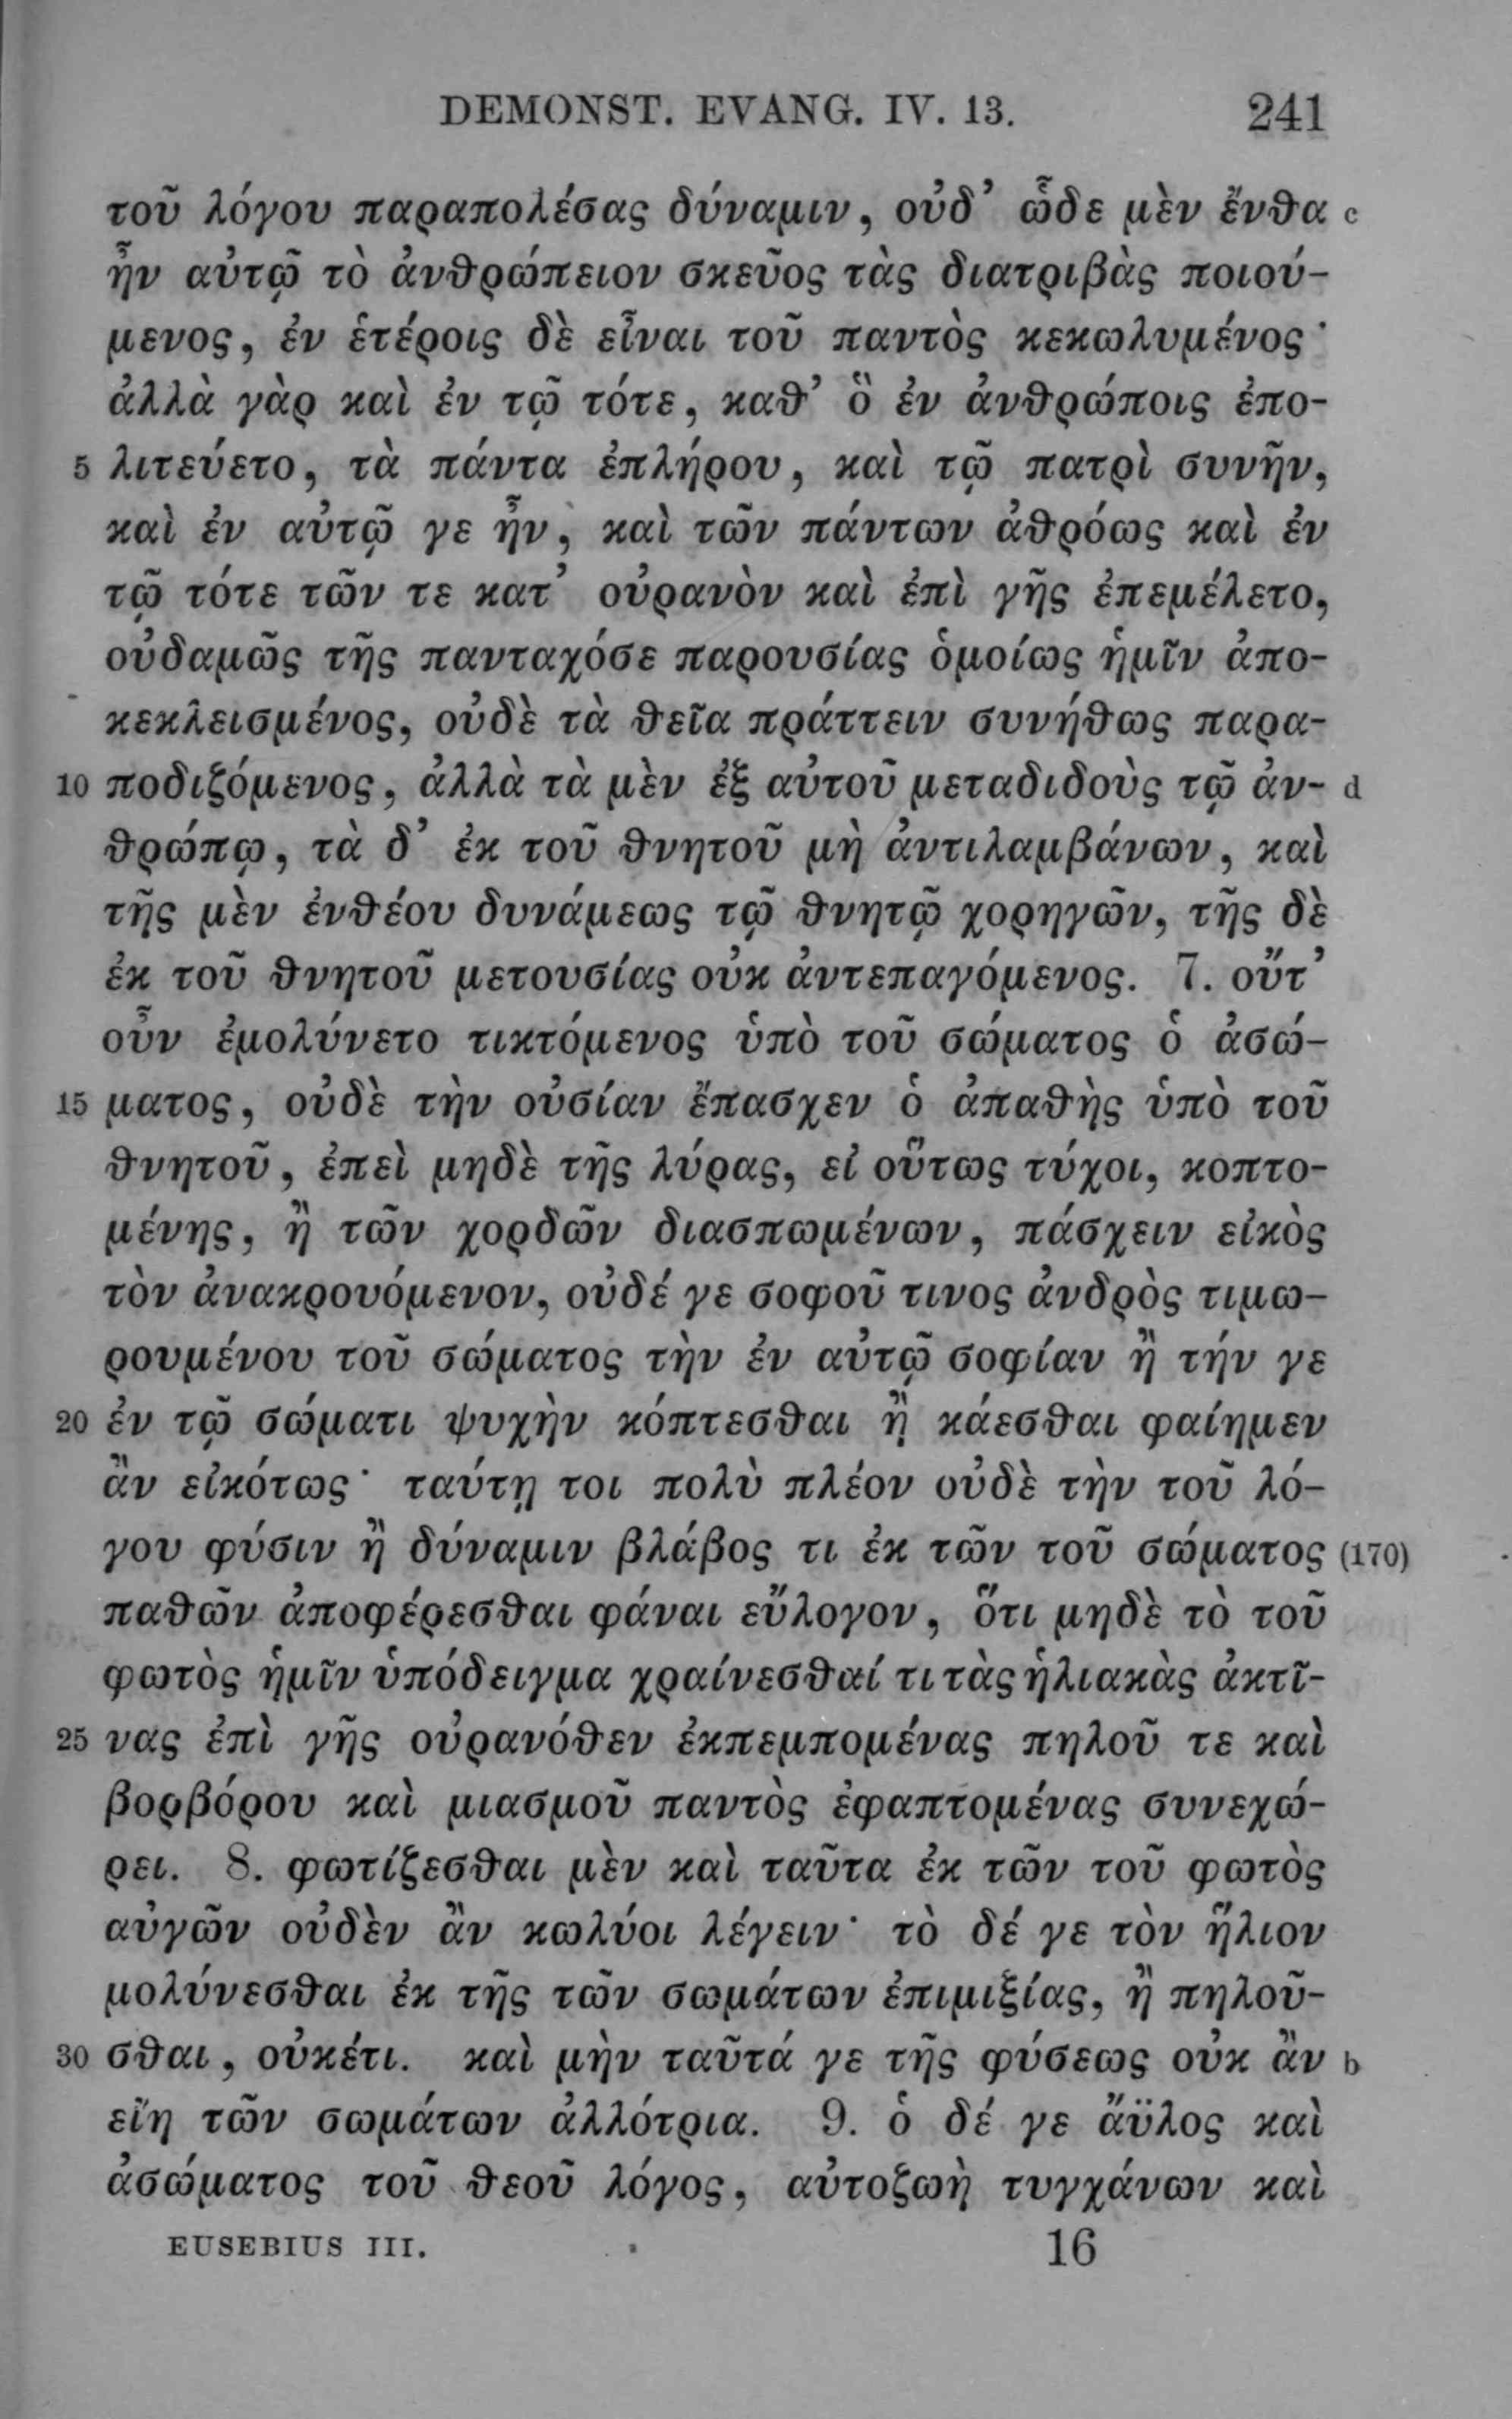 DEMONST. EVANG. IV. 13. 241
τοῦ λόγου παραπολέσας δύναμιν, οὐδ’ ὧδε μὲν ἔνθα c
ἦν αὐτῷ τὸ ἀνθρώπειον σκεῦος τὰς διατριβὰς ποιού-
μενος, ἐν ἑτέροις δὲ εἶναι τοῦ παντὸς κεκωλυμένος·
ἀλλὰ γὰρ καὶ ἐν τῷ τότε, καθ’ ὃ ἐν ἀνθρώποις ἐπο-
5 λιτεύετο, τὰ πάντα ἐπλήρου, καὶ τῷ πατρὶ συνῆν,
καὶ ἐν αὐτῷ γε ἦν, καὶ τῶν πάντων ἀθρόως καὶ ἐν
τῷ τότε τῶν τε κατ’ οὐρανὸν καὶ ἐπὶ γῆς ἐπεμέλετο,
οὐδαμῶς τῆς πανταχόσε παρουσίας ὁμοίως ἡμῖν ἀπο-
κεκλεισμένος, οὐδὲ τὰ θεῖα πράττειν συνήθως παρα-
10 ποδιζόμενος, ἀλλὰ τὰ μὲν ἐξ αὐτοῦ μεταδιδοὺς τῷ ἀν- d
θρώπῳ, τὰ δ’ ἐκ τοῦ θνητοῦ μὴ ἀντιλαμβάνων, καὶ
τῆς μὲν ἐνθέου δυνάμεως τῷ θνητῷ χορηγῶν, τῆς δὲ
ἐκ τοῦ θνητοῦ μετουσίας οὐκ ἀντεπαγόμενος. 7. οὔτ’
οὖν ἐμολύνετο τικτόμενος ὑπὸ τοῦ σώματος ὁ ἀσώ-
15 ματος, οὐδὲ τὴν οὐσίαν ἔπασχεν ὁ ἀπαθὴς ὑπὸ τοῦ
θνητοῦ, ἐπεὶ μηδὲ τῆς λύρας, εἰ οὕτως τύχοι, κοπτο-
μένης, ἢ τῶν χορδῶν διασπωμένων, πάσχειν εἰκὸς
τὸν ἀνακρουόμενον, οὐδέ γε σοφοῦ τινος ἀνδρὸς τιμω-
ρουμένου τοῦ σώματος τὴν ἐν αὐτῷ σοφίαν ἢ τήν γε
20 ἐν τῷ σώματι ψυχὴν κόπτεσθαι ἢ κάεσθαι φαίημεν
ἂν εἰκότως· ταύτῃ τοι πολὺ πλέον οὐδὲ τὴν τοῦ λό-
γου φύσιν ἢ δύναμιν βλάβος τι ἐκ τῶν τοῦ σώματος (170)
παθῶν ἀποφέρεσθαι φάναι εὔλογον, ὅτι μηδὲ τὸ τοῦ
φωτὸς ἡμῖν ὑπόδειγμα χραίνεσθαί τι τὰς ἡλιακὰς ἀκτῖ-
25 νας ἐπὶ γῆς οὐρανόθεν ἐκπεμπομένας πηλοῦ τε καὶ
βορβόρου καὶ μιασμοῦ παντὸς ἐφαπτομένας συνεχώ-
ρει. 8. φωτίζεσθαι μὲν καὶ ταῦτα ἐκ τῶν τοῦ φωτὸς
αὐγῶν οὐδὲν ἂν κωλύοι λέγειν· τὸ δέ γε τὸν ἥλιον
μολύνεσθαι ἐκ τῆς τῶν σωμάτων ἐπιμιξίας, ἢ πηλοῦ-
30 σθαι, οὐκέτι. καὶ μὴν ταῦτά γε τῆς φύσεως οὐκ ἂν b
εἴη τῶν σωμάτων ἀλλότρια. 9. ὁ δέ γε ἄϋλος καὶ
ἀσώματος τοῦ θεοῦ λόγος, αὐτοζωὴ τυγχάνων καὶ
EUSEBIUS III. 16